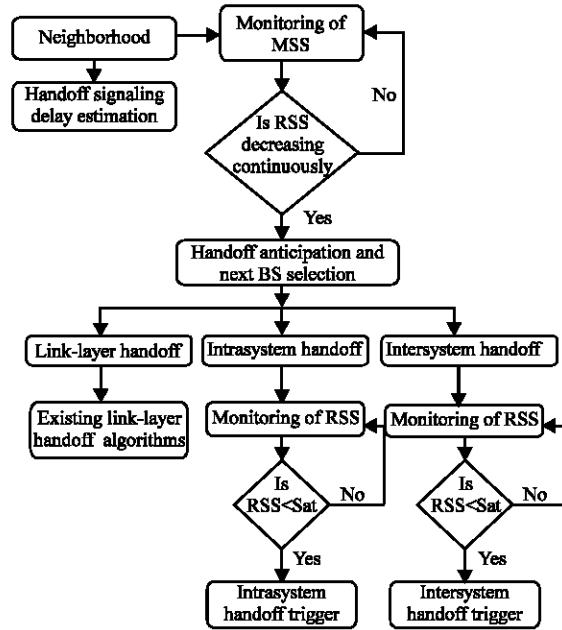 Neighborhood
Monitoring of
MSS
Handoff signaling
delay estimation
No
Is RSS
decreasing
continuously
Yes
Handoff anticipation and
next BS selection
Link-layer handoff
Intrasystem handoff
Intersystem handoff
Existing link-layer
handoff algorithms
Monitoring of RSS
Monitoring of RSS
Is
RSS<Sat
No
Is
RSS<Sat
No
Yes
Yes
Intrasystem
handoff trigger
Intersystem
handoff trigger